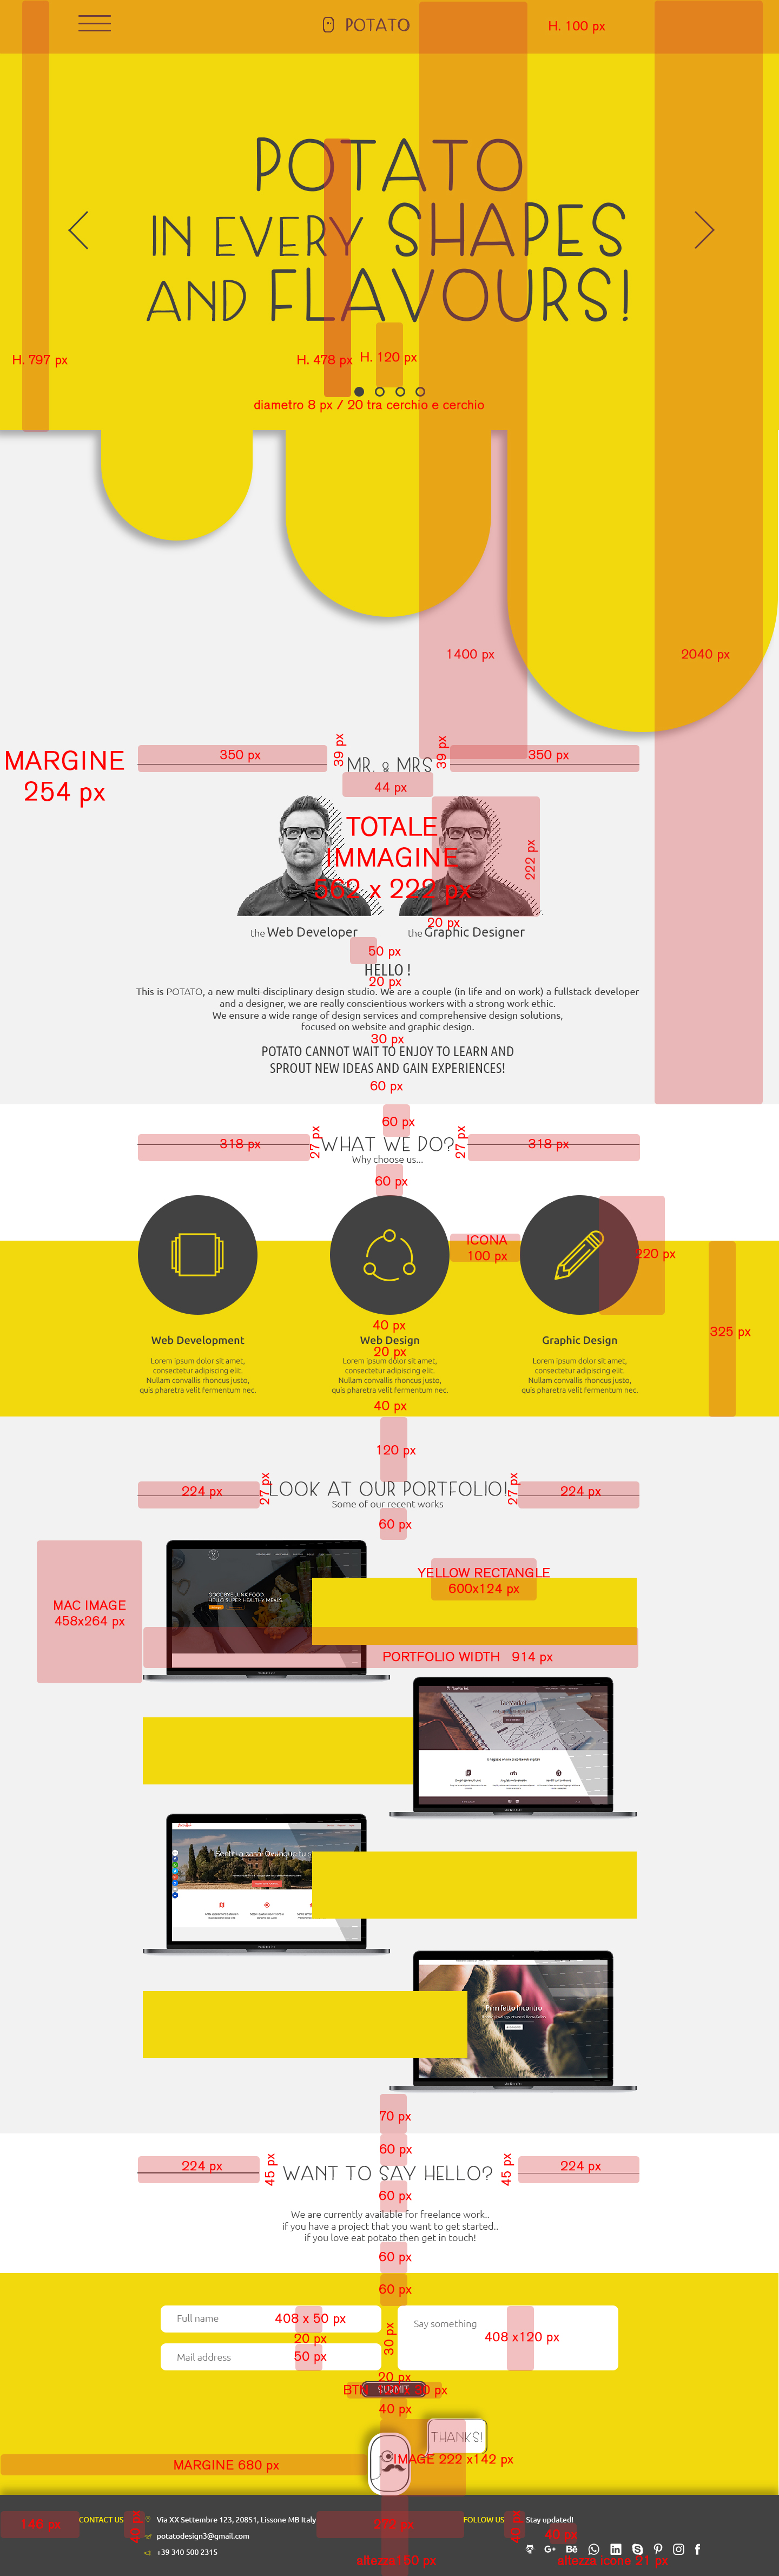 POTATO
H. 100 px
POTATO
IN EVERY SHAPES
AND FLAVOURS!
H. 797 px
H. 478 px
H. 120 px
diametro 8 px / 20 tra cerchio e cerchio
1400 px
2040 px
MARGINE
254 px
350 px
39 px
MR. & MRS
39 px
350 px
44 px
TOTALE
IMMAGINE
562 x 222 px
222 px
20 px
the Web Developer
the Graphic Designer
50 px
HELLO !
20 px
This is POTATO, a new multi-disciplinary design studio. We are a couple (in life and on work) a fullstack developer
and a designer, we are really conscientious workers with a strong work ethic.
We ensure a wide range of design services and comprehensive design solutions,
focused on website and graphic design.
30 px
POTATO CANNOT WAIT TO ENJOY TO LEARN AND
SPROUT NEW IDEAS AND GAIN EXPERIENCES!
60 px
60 px
318 px
27 px
WHAT WE DO?
27 px
318 px
Why choose us...
60 px
ICONA
100 px
220 px
325 px
40 px
Web Development
Web Design
Graphic Design
20 px
Lorem ipsum dolor sit amet,
consectetur adipiscing elit.
Nullam convallis rhoncus justo,
quis pharetra velit fermentum nec.
Lorem ipsum dolor sit amet,
consectetur adipiscing elit.
Nullam convallis rhoncus justo,
quis pharetra velit fermentum nec.
Lorem ipsum dolor sit amet,
consectetur adipiscing elit.
Nullam convallis rhoncus justo,
quis pharetra velit fermentum nec.
40 px
120 px
224 px
27 px
LOOK AT OUR PORTFOLIO!
27 px
224 px
Some of our recent works
60 px
MAC IMAGE
458x264 px
GOODBYE JUNK FOOD
HELLO SUPER HEALTHY MEALS
YELLOW RECTANGLE
600x124 px
PORTFOLIO WIDTH 914 px
70 px
60 px
224 px
45 px
WANT TO SAY HELLO?
45 px
224 px
60 px
We are currently available for freelance work..
if you have a project that you want to get started..
if you love eat potato then get in touch!
60 px
60 px
Full name
408 x 50 px
20 px
Mail address
50 px
30 px
Say something
408 x120 px
20 px
SUBMIT
40 px
THANKS!
IMAGE 222 x142 px
MARGINE 680 px
CONTACT US
40 px
Via XX Settembre 123, 20851, Lissone MB Italy
potatodesign3@gmail.com
+39 340 500 2315
FOLLOW US
40 px
Stay updated!
40 px
altezza150 px
altezza icone 21 px